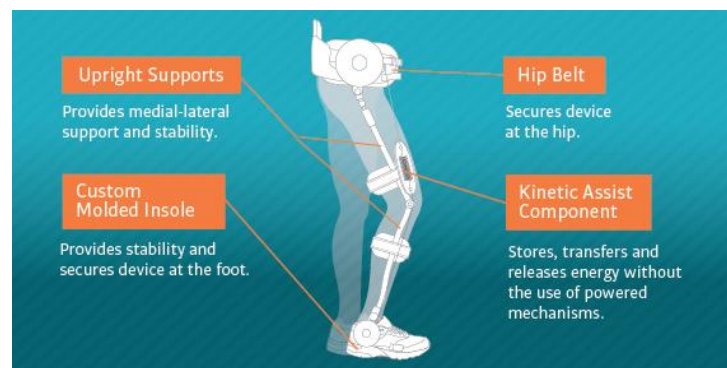 Upright Supports
Provides medial-lateral
support and stability.
Custom
Molded Insole
Provides stability and
secures device at the foot.
Hip Belt
Secures device
at the hip.
Kinetic Assist
Component
Stores, transfers and
releases energy without
the use of powered
mechanisms.